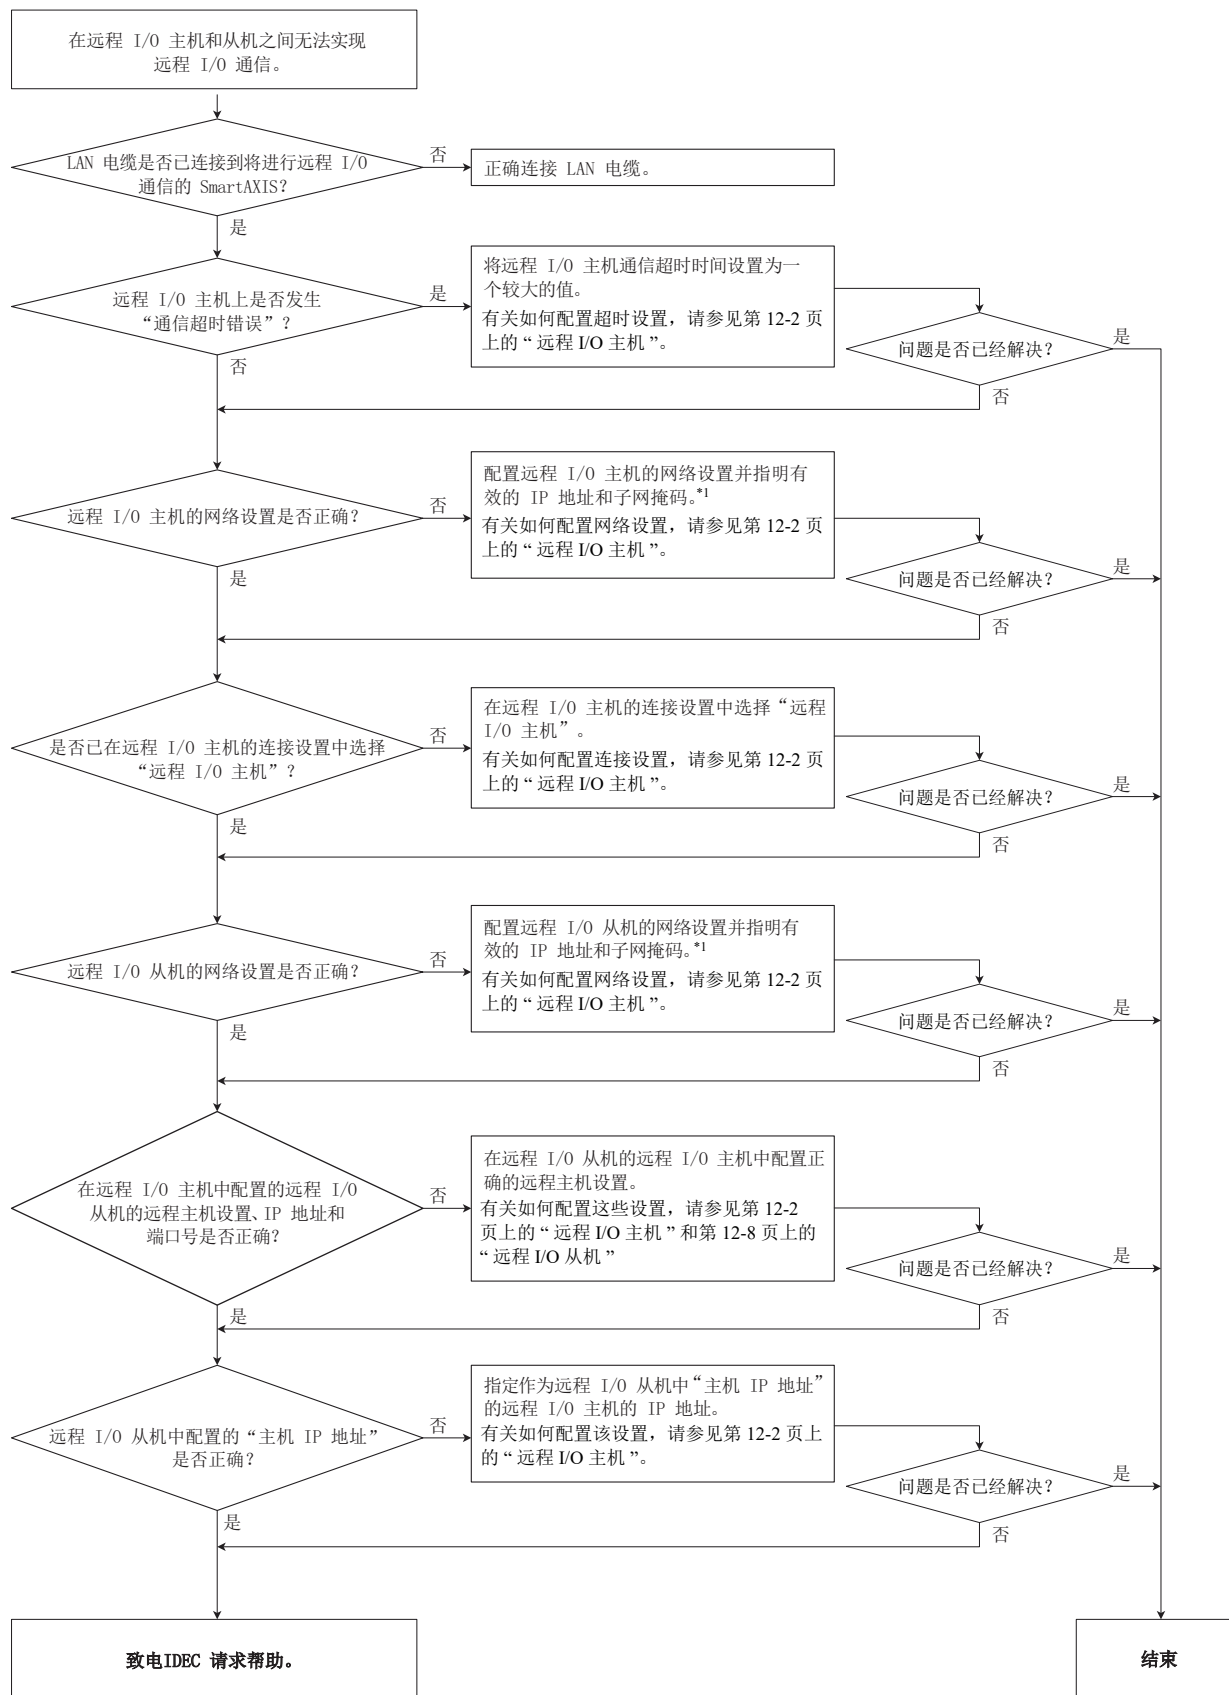 在远程 I/O 主机和从机之间无法实现
远程 I/O 通信。
LAN 电缆是否已连接到将进行远程 I/O
通信的 SmartAXIS？
否
正确连接 LAN 电缆。
是
远程 I/O 主机上是否发生
“通信超时错误”？
是
将远程 I/O 主机通信超时时间设置为一
个较大的值。
有关如何配置超时设置，请参见第 12-2 页
上的 “ 远程 I/O 主机 ”。
问题是否已经解决？
是
否
否
远程 I/O 主机的网络设置是否正确？
否
配置远程 I/O 主机的网络设置并指明有
效的 IP 地址和子网掩码。*1
有关如何配置网络设置，请参见第 12-2 页
上的 “ 远程 I/O 主机 ”。
问题是否已经解决？
是
是
否
是否已在远程 I/O 主机的连接设置中选择
“远程 I/O 主机”？
否
在远程 I/O 主机的连接设置中选择“远程
I/O 主机”。
有关如何配置连接设置，请参见第 12-2 页
上的 “ 远程 I/O 主机 ”。
问题是否已经解决？
是
是
否
远程 I/O 从机的网络设置是否正确？
否
配置远程 I/O 从机的网络设置并指明有
效的 IP 地址和子网掩码。*1
有关如何配置网络设置，请参见第 12-2 页
上的 “ 远程 I/O 主机 ”。
问题是否已经解决？
是
是
否
在远程 I/O 主机中配置的远程 I/O
从机的远程主机设置、IP 地址和
端口号是否正确？
否
在远程 I/O 从机的远程 I/O 主机中配置正
确的远程主机设置。
有关如何配置这些设置，请参见第 12-2
页上的 “ 远程 I/O 主机 ” 和第 12-8 页上的
“ 远程 I/O 从机 ”
问题是否已经解决？
是
是
否
远程 I/O 从机中配置的“主机 IP 地址”
是否正确？
否
指定作为远程 I/O 从机中“主机 IP 地址”
的远程 I/O 主机的 IP 地址。
有关如何配置该设置，请参见第 12-2 页上
的 “ 远程 I/O 主机 ”。
问题是否已经解决？
是
是
否
致电IDEC 请求帮助。
结束